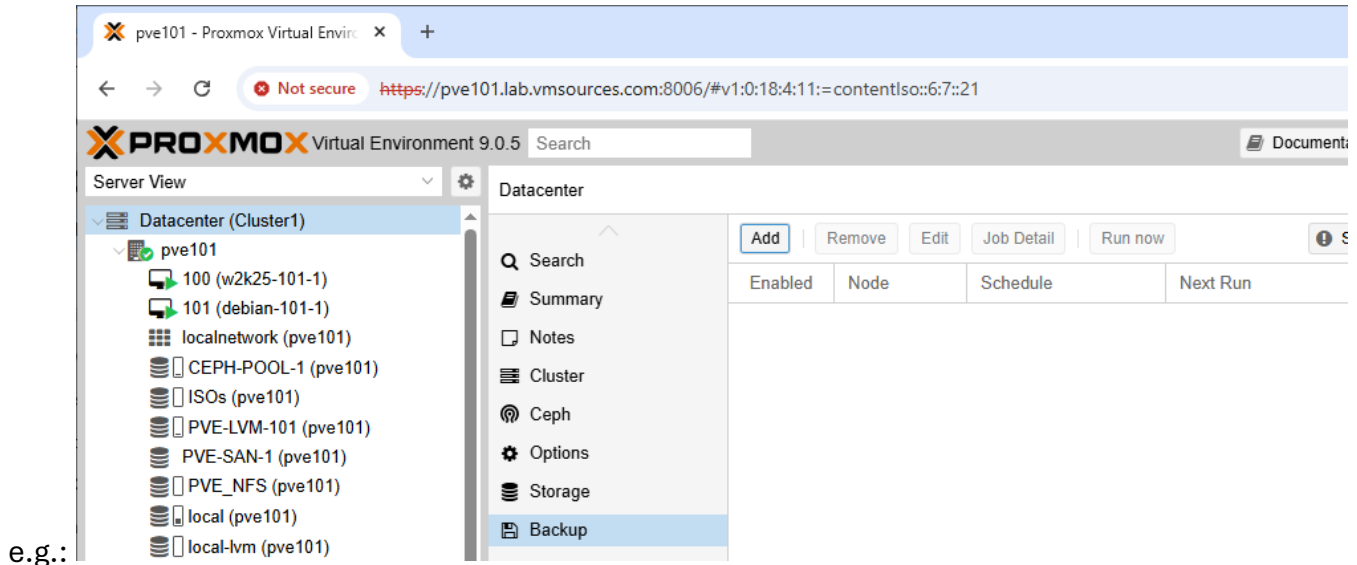 pve101 - Proxmox Virtual Enviro
Not secure https://pve101.lab.vmsources.com:8006/#v1:0:18:4:11:=contentIso::6:7::21
PROXMOX Virtual Environment 9.0.5 Search Documenta
Server View
Datacenter
Datacenter (Cluster1)
pve101
100 (w2k25-101-1)
101 (debian-101-1)
localnetwork (pve101)
CEPH-POOL-1 (pve101)
ISOs (pve101)
PVE-LVM-101 (pve101)
PVE-SAN-1 (pve101)
PVE_NFS (pve101)
local (pve101)
local-lvm (pve101)
Search
Summary
Notes
Cluster
Ceph
Options
Storage
Backup
Add Remove Edit Job Detail Run now S
Enabled Node Schedule Next Run
e.g.: